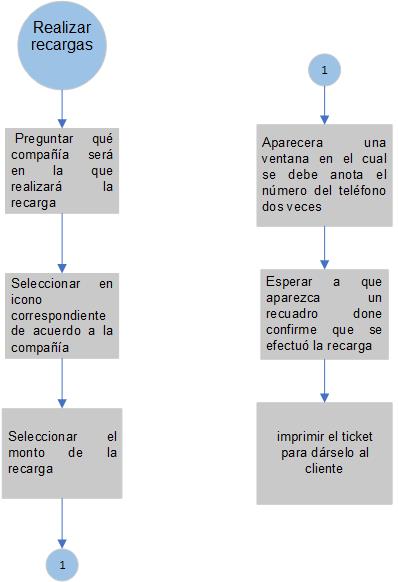 Realizar
recargas
Preguntar qué
compañía será
en la que
realizará la
recarga
Seleccionar en
icono
correspondiente
de acuerdo a la
compañía
Seleccionar el
monto de la
recarga
1
1
Aparecera una
ventana en el cual
se debe anota el
número del teléfono
dos veces
Esperar a que
aparezca un
recuadro done
confirme que se
efectuó la recarga
imprimir el ticket
para dárselo al
cliente